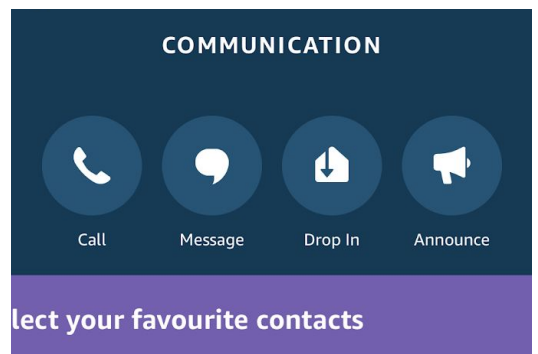 COMMUNICATION
Call Message Drop In Announce
lect your favourite contacts